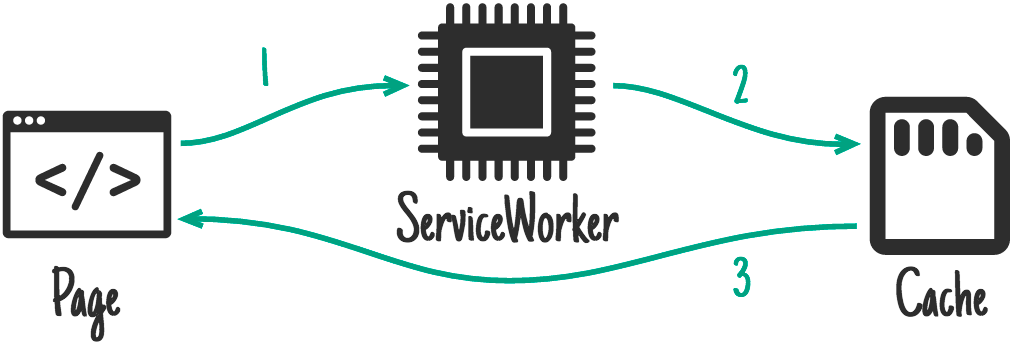 1
2
</>
ServiceWorker
3
Page
Cache